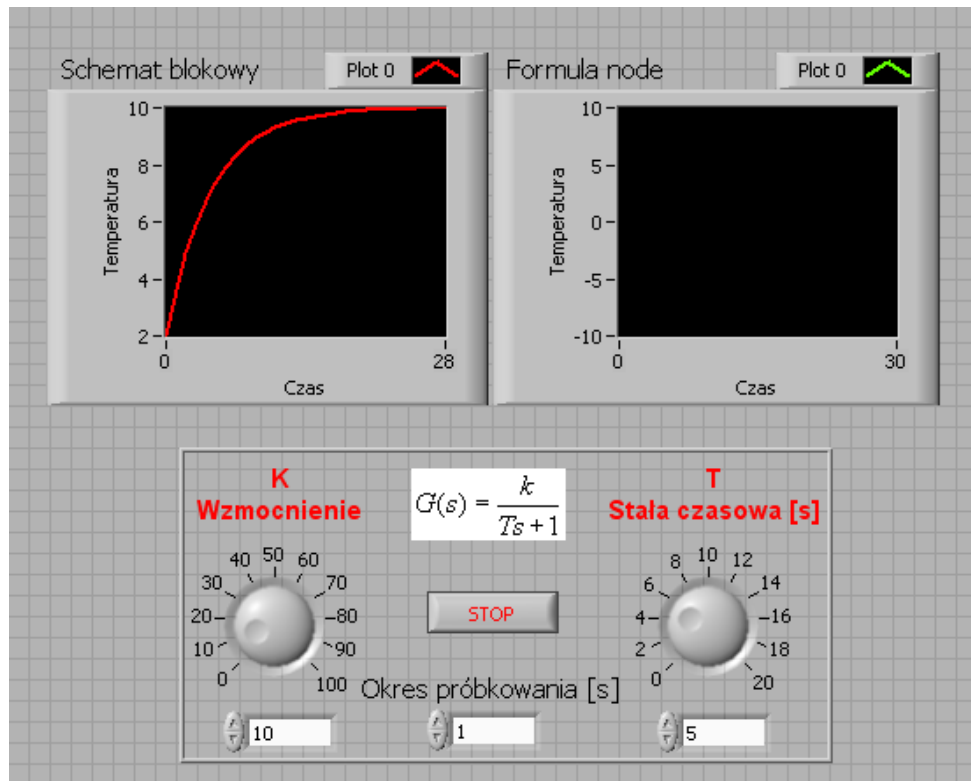 Schemat blokowy
Plot 0
10
8
6
4
2
Temperatura
0
28
Czas
Formula node
Plot 0
10
5
0
-5
-10
Temperatura
0
30
Czas
K
Wzmocnienie
0
10
20
30
40
50
60
70
80
90
100
10
G(s) = k / Ts + 1
STOP
Okres próbkowania [s]
1
T
Stała czasowa [s]
0
2
4
6
8
10
12
14
16
18
20
5